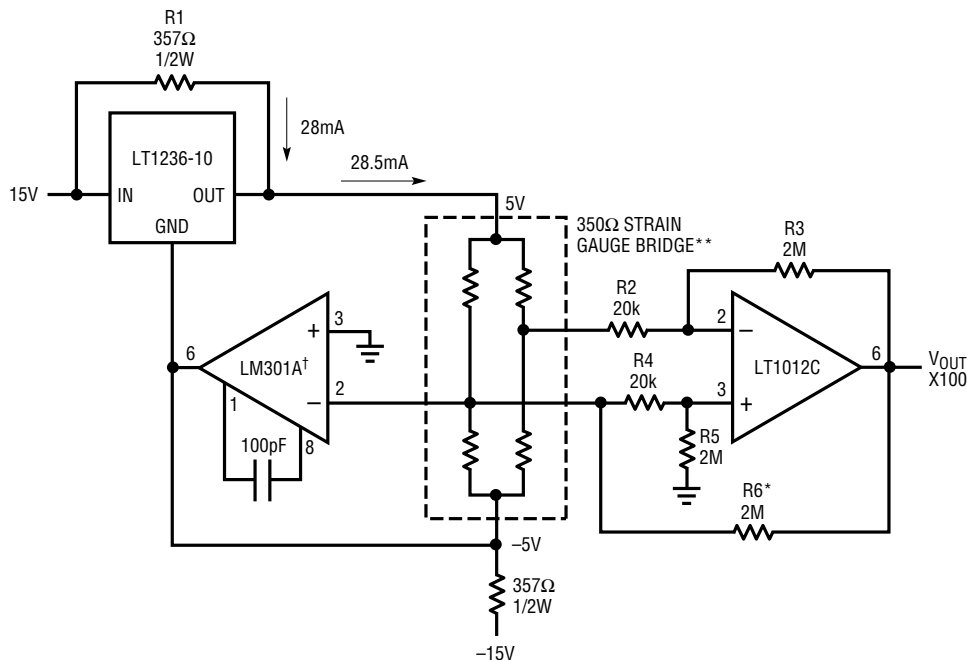 R1
357Ω
1/2W
28mA
LT1236-10
28.5mA
15V
IN
OUT
GND
5V
350Ω STRAIN
GAUGE BRIDGE**
R3
2M
R2
20k
+
3
2
−
6
LM301A†
LT1012C
6
VOUT
X100
R4
20k
1
2
−
3
+
8
100pF
R5
2M
R6*
2M
−5V
357Ω
1/2W
−15V